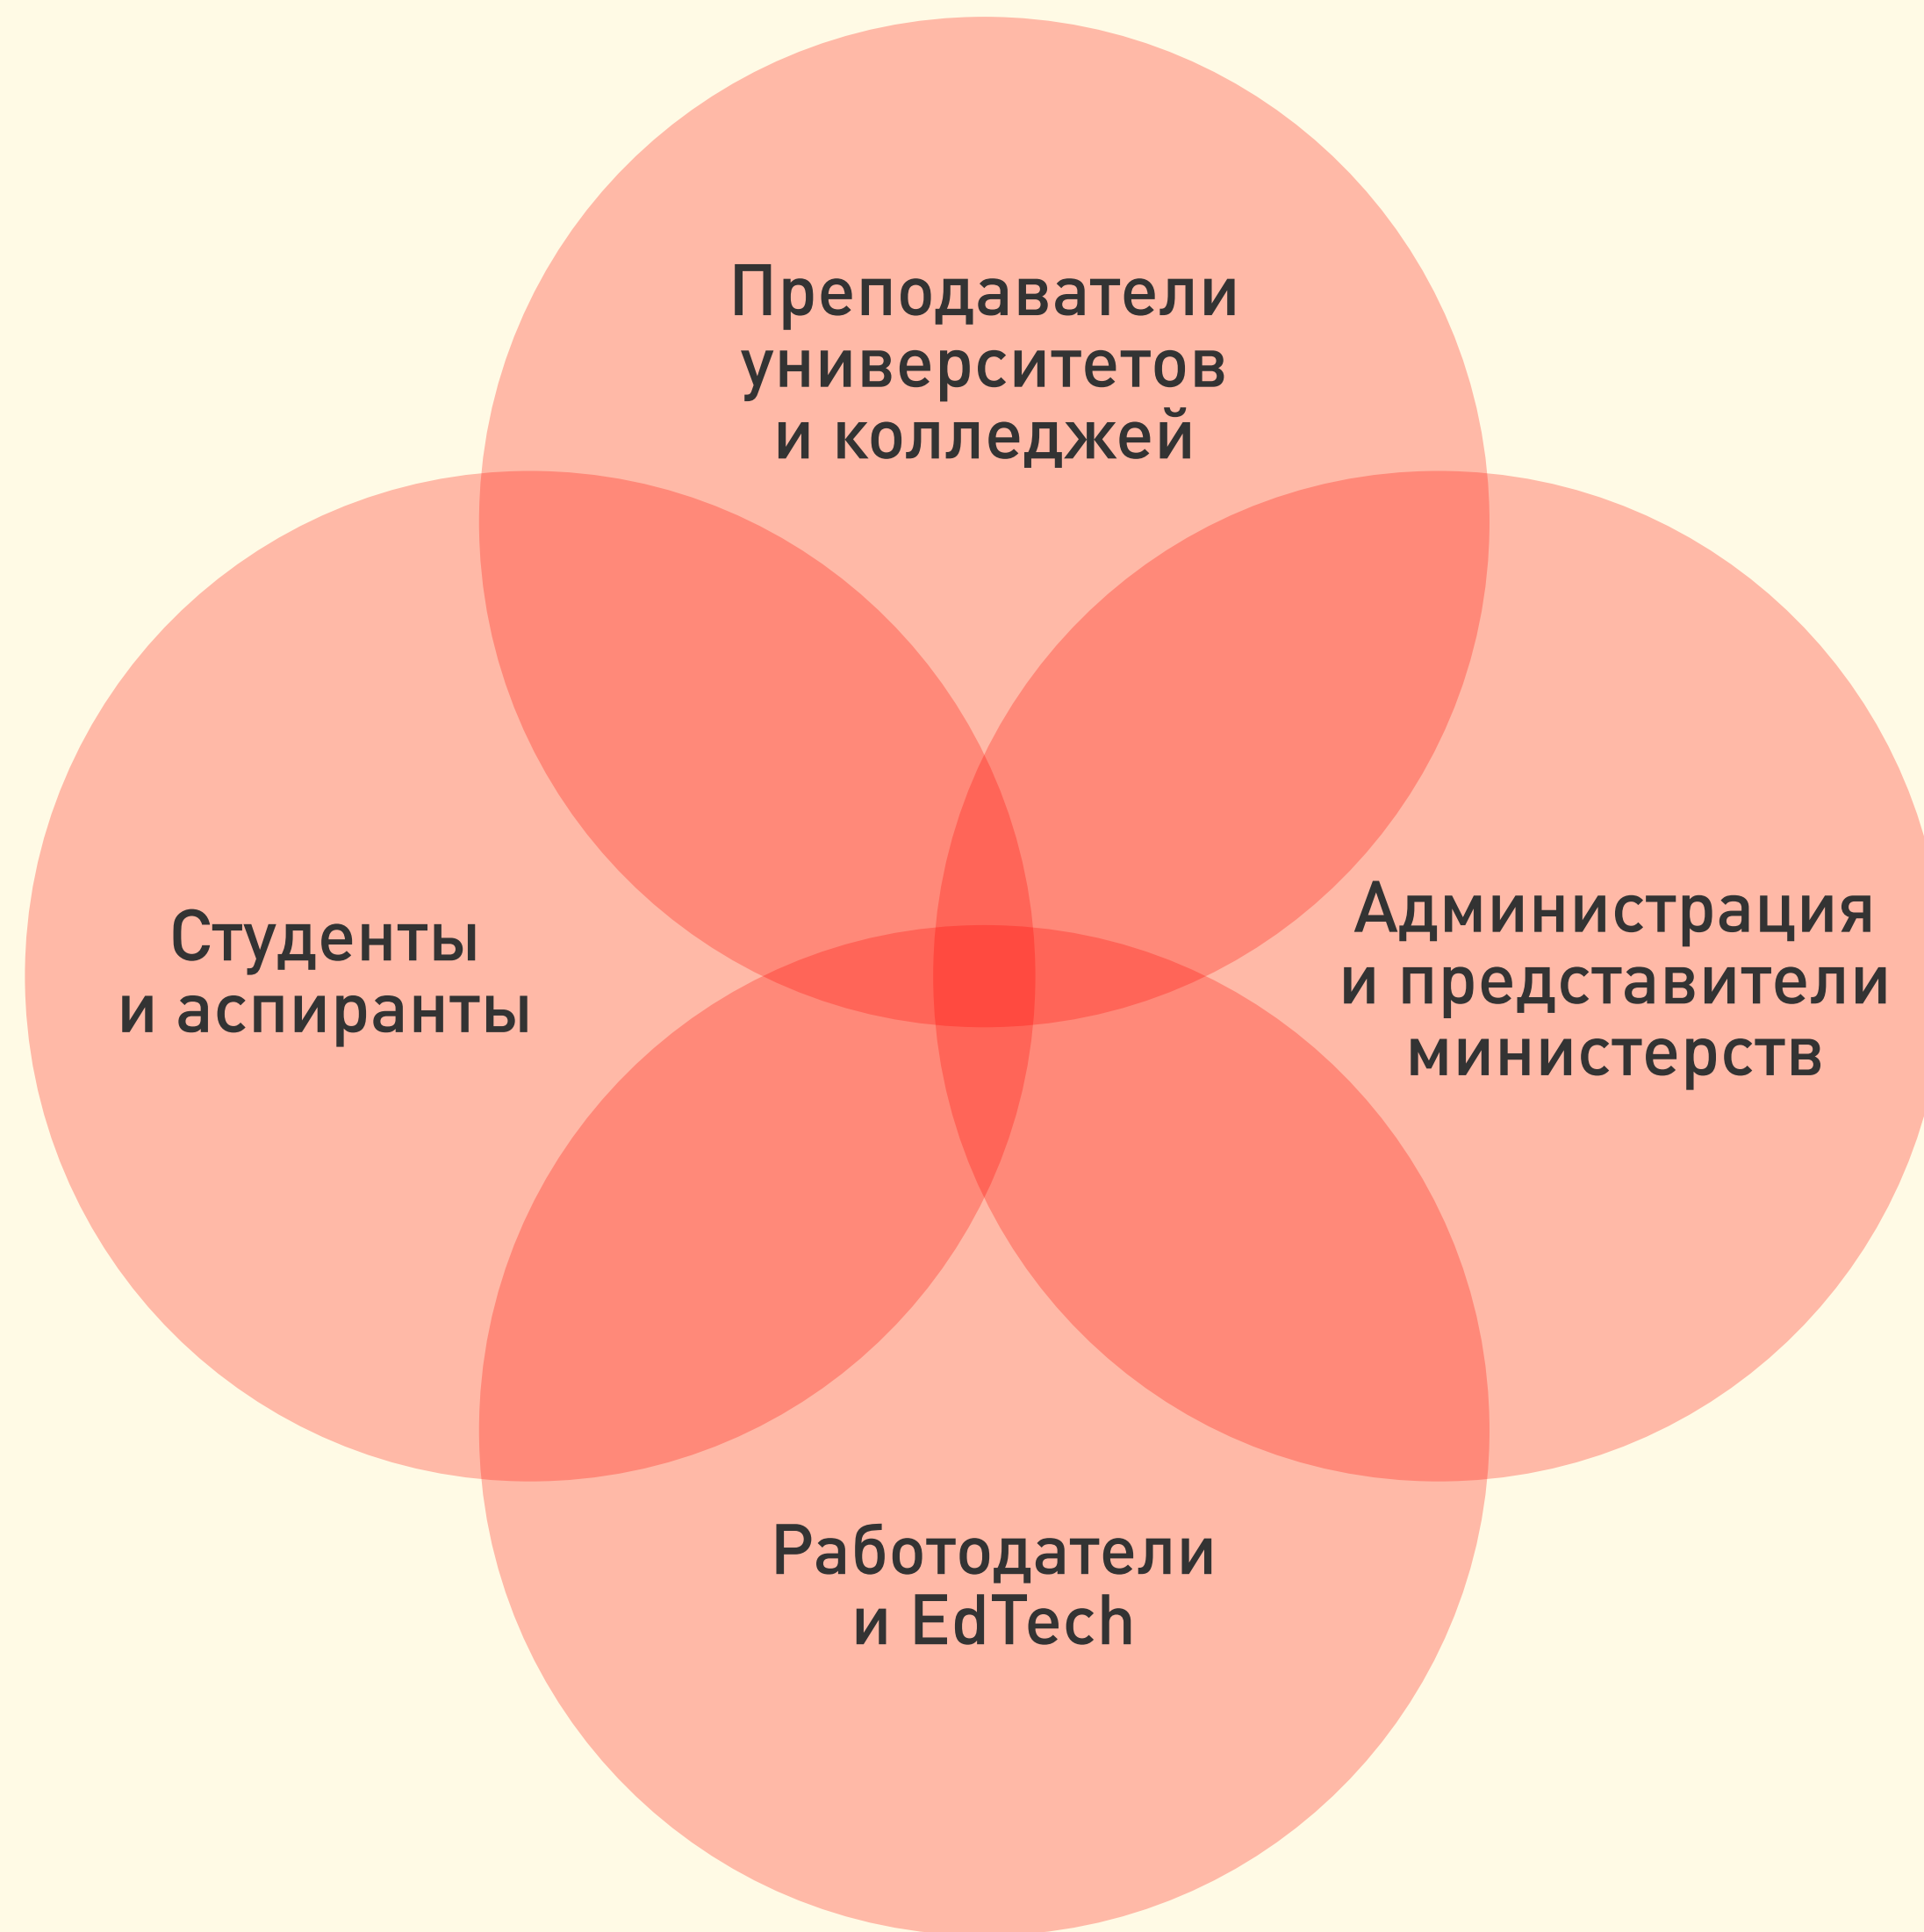 Преподаватели
университетов
и колледжей
Студенты
и аспиранты
Администрация
и представители
министерств
Работодатели
и EdTech